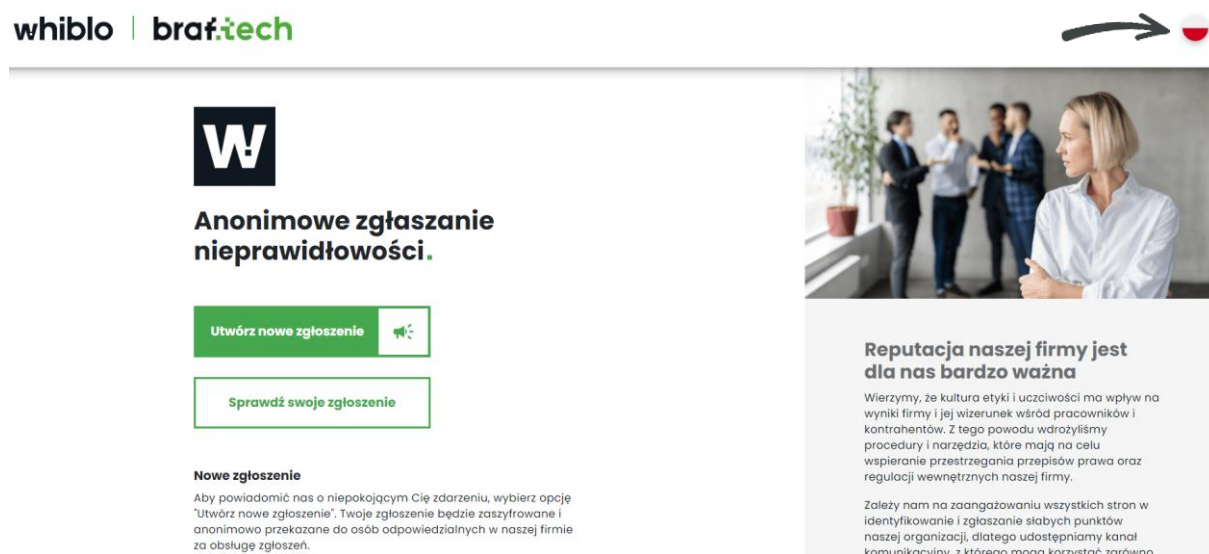 whiblo | braf.tech
W!
Anonimowe zgłaszanie
nieprawidłowości.
Utwórz nowe zgłoszenie
Sprawdź swoje zgłoszenie
Nowe zgłoszenie
Aby powiadomić nas o niepokojącym Cię zdarzeniu, wybierz opcję
"Utwórz nowe zgłoszenie". Twoje zgłoszenie będzie zaszyfrowane i
anonimowo przekazane do osób odpowiedzialnych w naszej firmie
za obsługę zgłoszeń.
Reputacja naszej firmy jest
dla nas bardzo ważna
Wierzymy, że kultura etyki i uczciwości ma wpływ na
wyniki firmy i jej wizerunek wśród pracowników i
kontrahentów. Z tego powodu wdrożyliśmy
procedury i narzędzia, które mają na celu
wspieranie przestrzegania przepisów prawa oraz
regulacji wewnętrznych naszej firmy.
Zależy nam na zaangażowaniu wszystkich stron w
identyfikowanie i zgłaszanie słabych punktów
naszej organizacji, dlatego udostępniamy kanał
komunikacyjny, z którego mogą korzystać zarówno